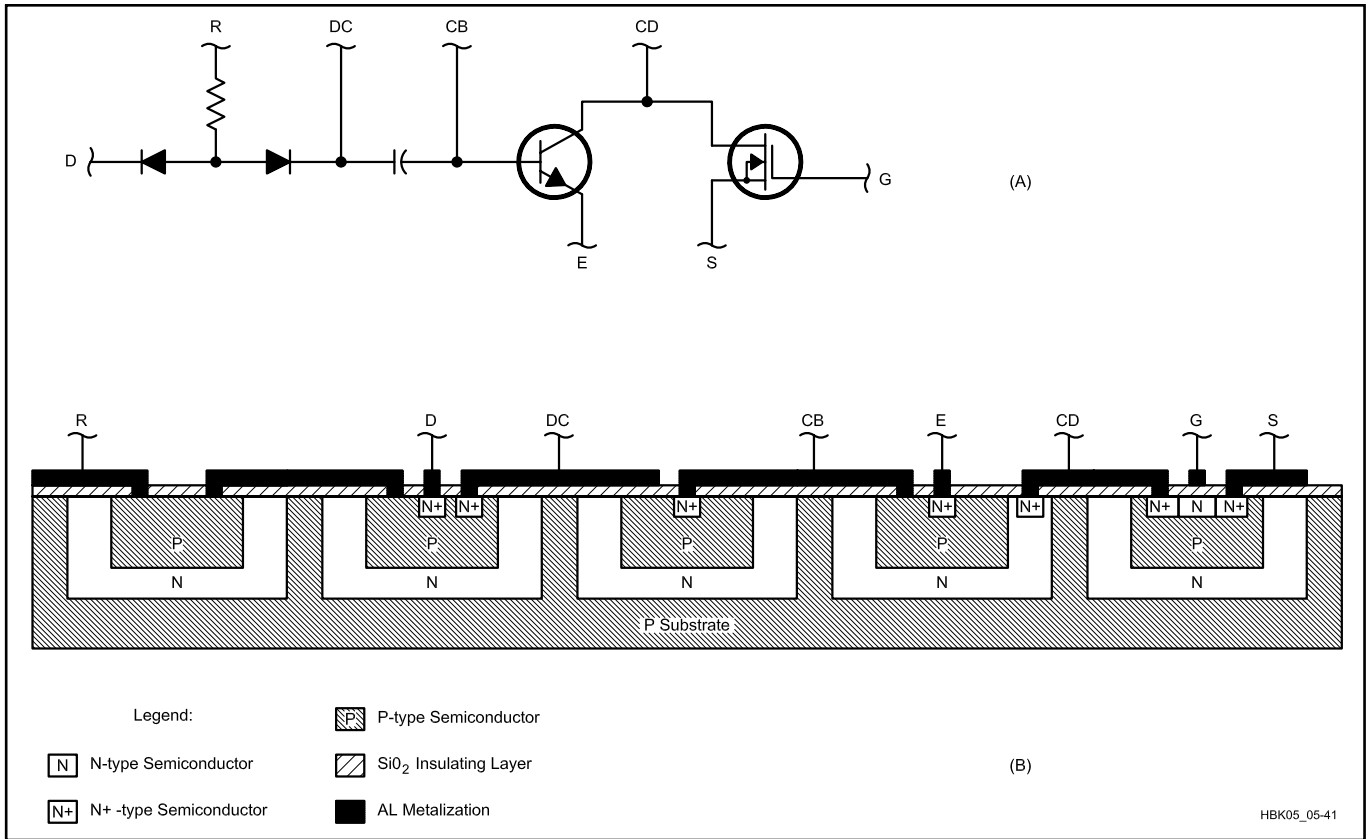 R DC CB CD
D
G
(A)
E S
R D DC CB E CD G S
N+ N+ N+ N+ N+ N+ N N+
P P P P P
N N N N N
P Substrate
Legend:
P P-type Semiconductor
N N-type Semiconductor
Si0₂ Insulating Layer
(B)
N+ N+ -type Semiconductor
AL Metalization
HBK05_05-41